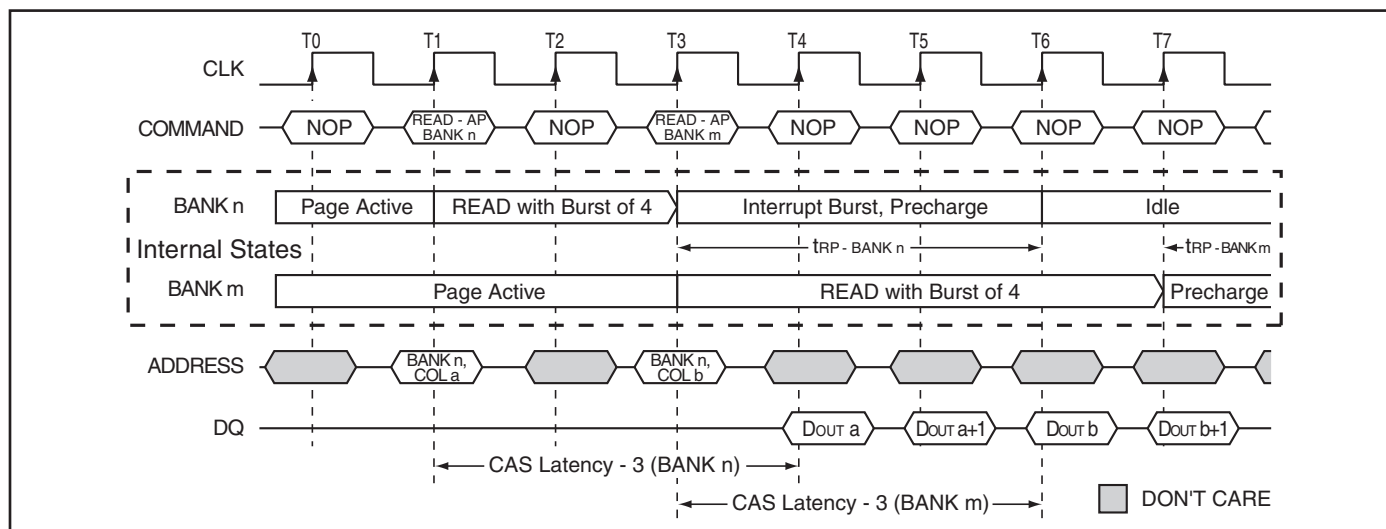 T0 T1 T2 T3 T4 T5 T6 T7
CLK
COMMAND NOP READ - AP BANK n NOP READ - AP BANK m NOP NOP NOP NOP
BANK n Page Active READ with Burst of 4 Interrupt Burst, Precharge Idle
Internal States tRP - BANK n tRP - BANK m
BANK m Page Active READ with Burst of 4 Precharge
ADDRESS BANK n, COL a BANK n, COL b
DQ DOUT a DOUT a+1 DOUT b DOUT b+1
CAS Latency - 3 (BANK n)
CAS Latency - 3 (BANK m) DON'T CARE